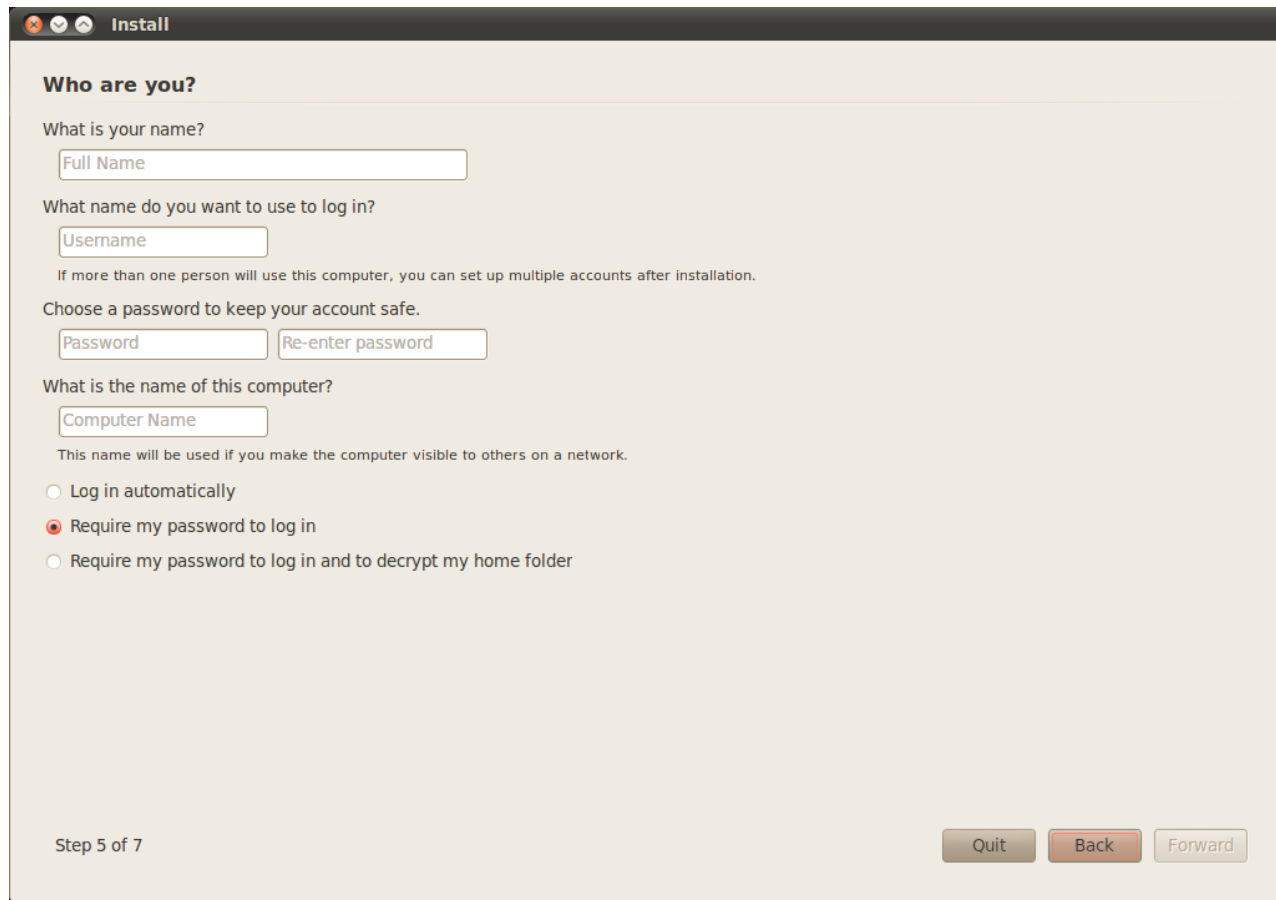 Install
Who are you?
What is your name?
Full Name
What name do you want to use to log in?
Username
If more than one person will use this computer, you can set up multiple accounts after installation.
Choose a password to keep your account safe.
Password Re-enter password
What is the name of this computer?
Computer Name
This name will be used if you make the computer visible to others on a network.
Log in automatically
Require my password to log in
Require my password to log in and to decrypt my home folder
Step 5 of 7 Quit Back Forward